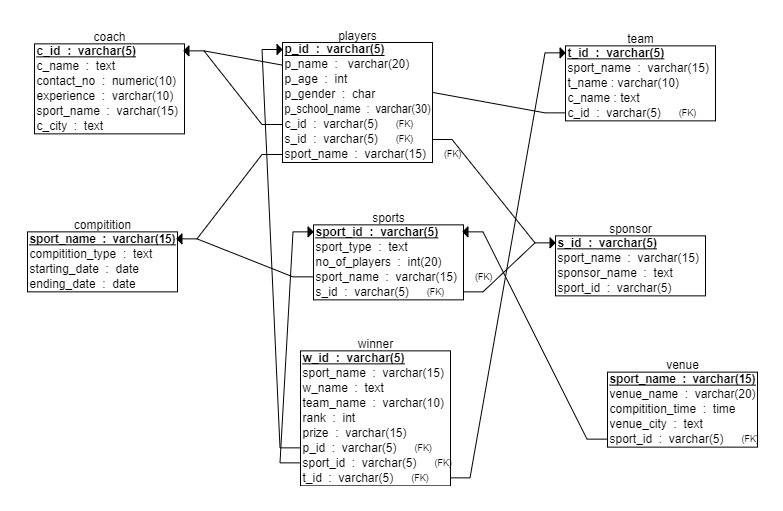 coach
c_id : varchar(5)
c_name : text
contact_no : numeric(10)
experience : varchar(10)
sport_name : varchar(15)
c_city : text
players
p_id : varchar(5)
p_name : varchar(20)
p_age : int
p_gender : char
p_school_name : varchar(30)
c_id : varchar(5) (FK)
s_id : varchar(5) (FK)
sport_name : varchar(15) (FK)
team
t_id : varchar(5)
sport_name : varchar(15)
t_name : varchar(10)
c_name : text
c_id : varchar(5) (FK)
compitition
sport_name : varchar(15)
compitition_type : text
starting_date : date
ending_date : date
sports
sport_id : varchar(5)
sport_type : text
no_of_players : int(20)
sport_name : varchar(15) (FK)
s_id : varchar(5) (FK)
sponsor
s_id : varchar(5)
sport_name : varchar(15)
sponsor_name : text
sport_id : varchar(5)
winner
w_id : varchar(5)
sport_name : varchar(15)
w_name : text
team_name : varchar(10)
rank : int
prize : varchar(15)
p_id : varchar(5) (FK)
sport_id : varchar(5) (FK)
t_id : varchar(5) (FK)
venue
sport_name : varchar(15)
venue_name : varchar(20)
compitition_time : time
venue_city : text
sport_id : varchar(5) (FK